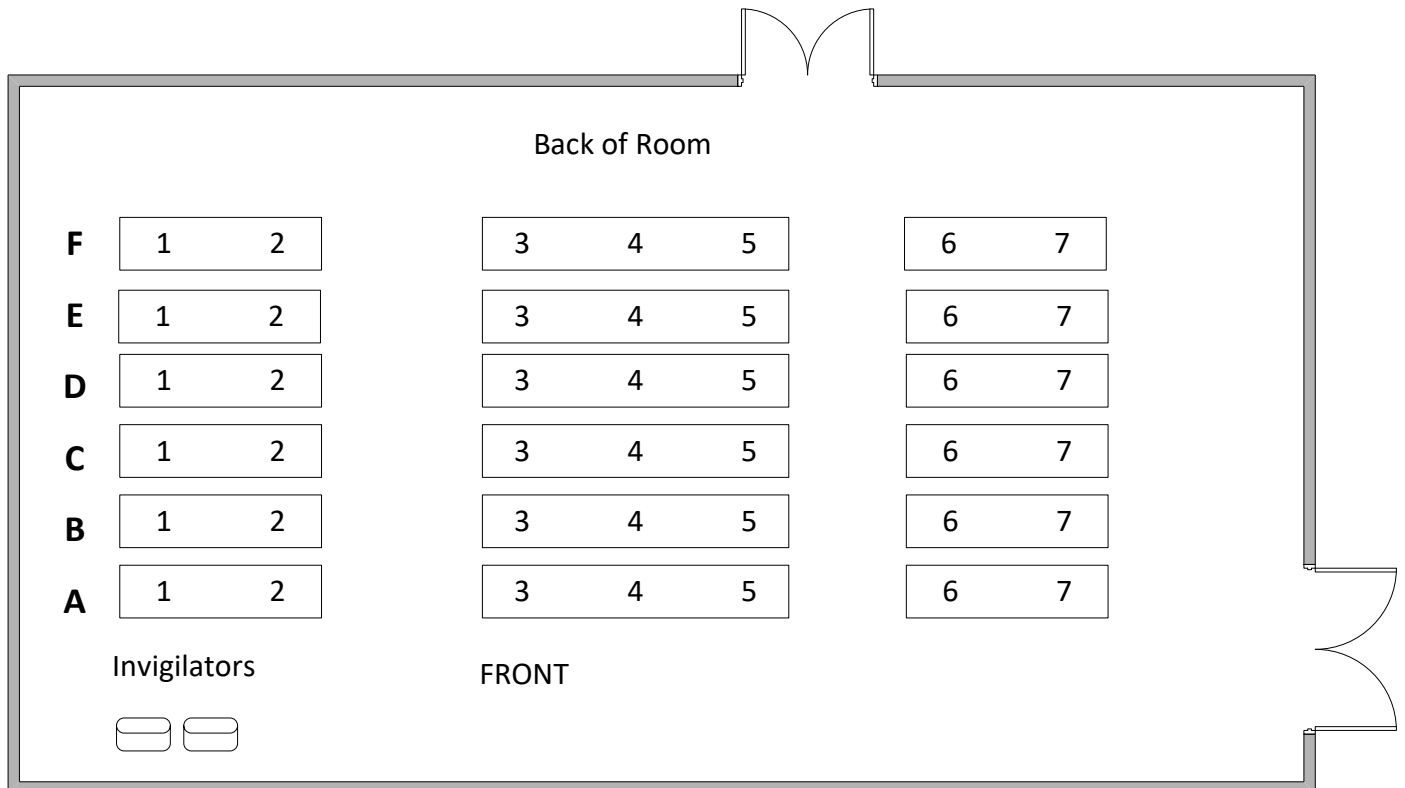 Back of Room
F 1 2 3 4 5 6 7
E 1 2 3 4 5 6 7
D 1 2 3 4 5 6 7
C 1 2 3 4 5 6 7
B 1 2 3 4 5 6 7
A 1 2 3 4 5 6 7
Invigilators
FRONT